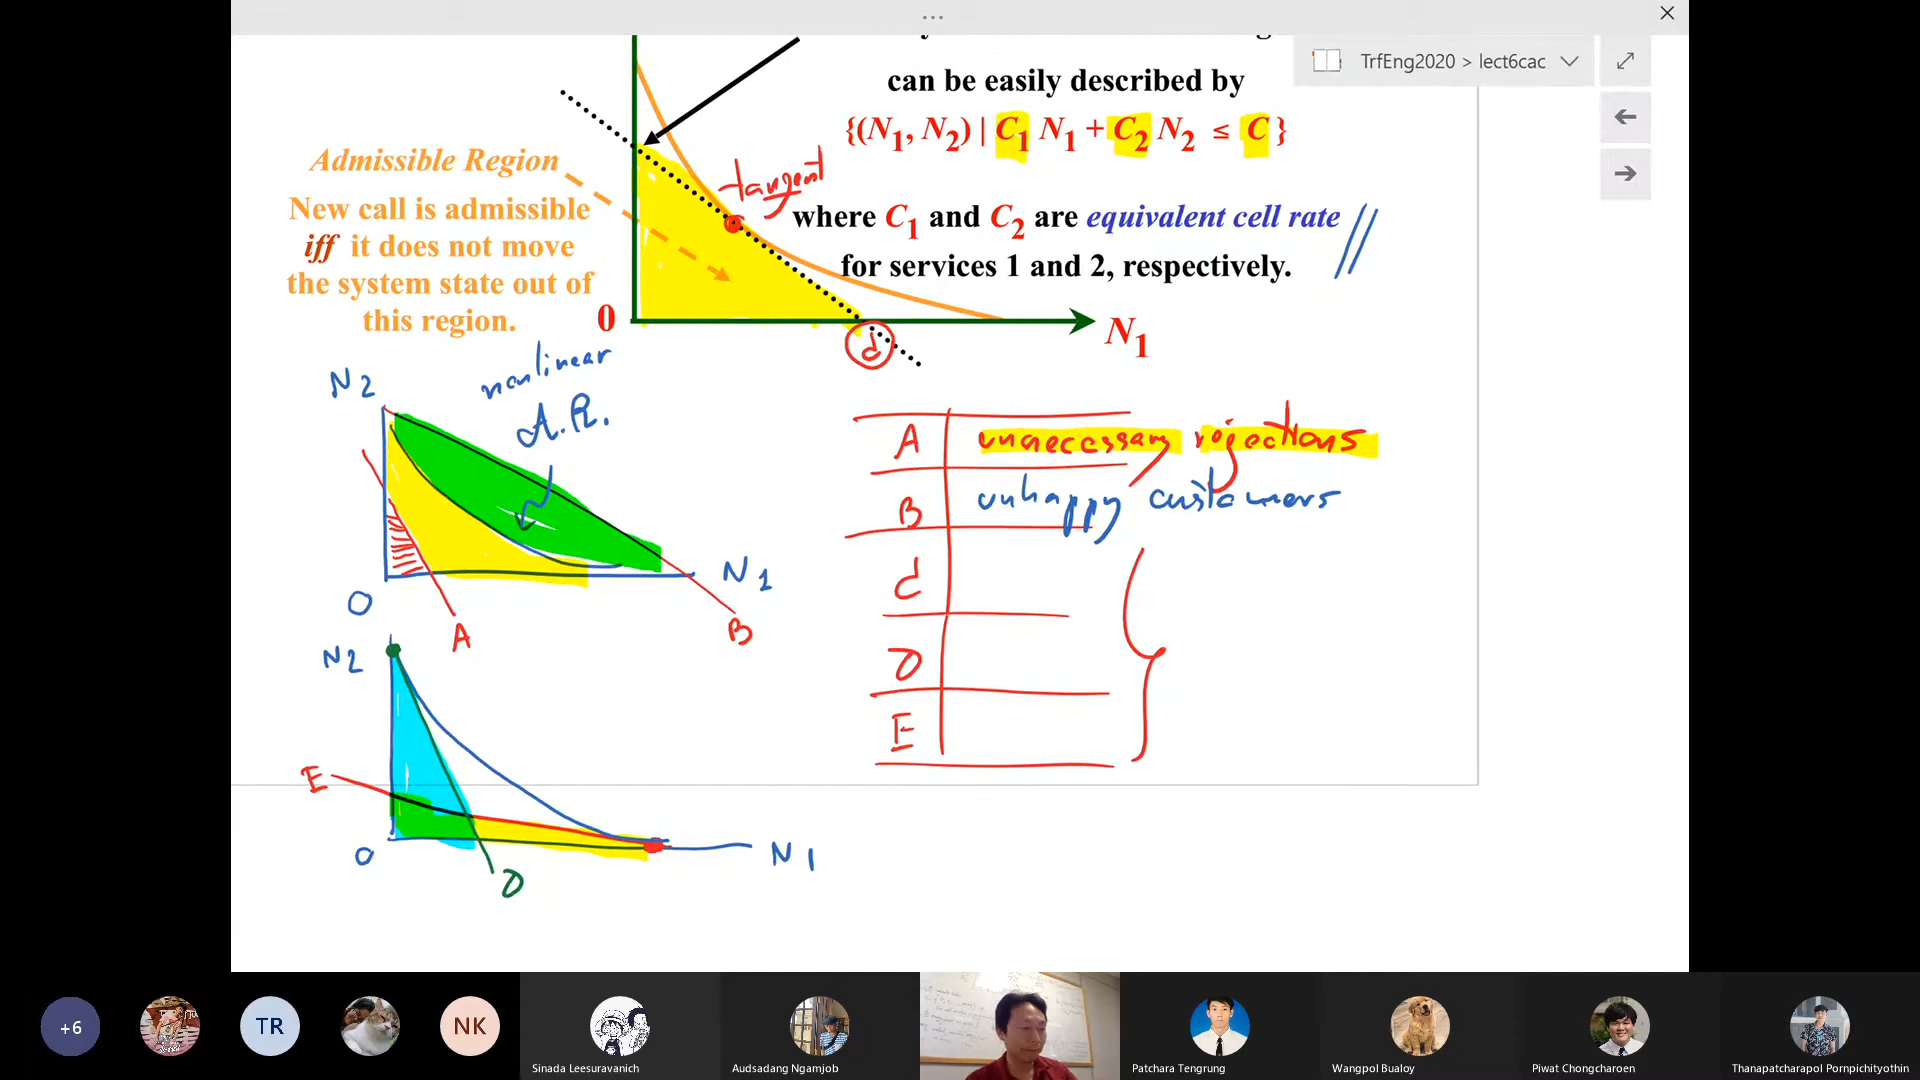 TrfEng2020 > lect6cac
can be easily described by
{(N1, N2) | C1 N1 + C2 N2 ≤ C }
Admissible Region
tangent
New call is admissible
iff it does not move
the system state out of
this region.
where C1 and C2 are equivalent cell rate
for services 1 and 2, respectively.
0
N1
d
nonlinear
A.R.
N2
N1
0
A
B
A unnecessary rejections
B unhappy customers
d
D
E
N2
E
0
N1
D
+6
TR
NK
Sinada Leesuravanich
Audsadang Ngamjob
Patchara Tengrung
Wangpol Bualoy
Piwat Chongcharoen
Thanapatcharapol Pornpichityothin